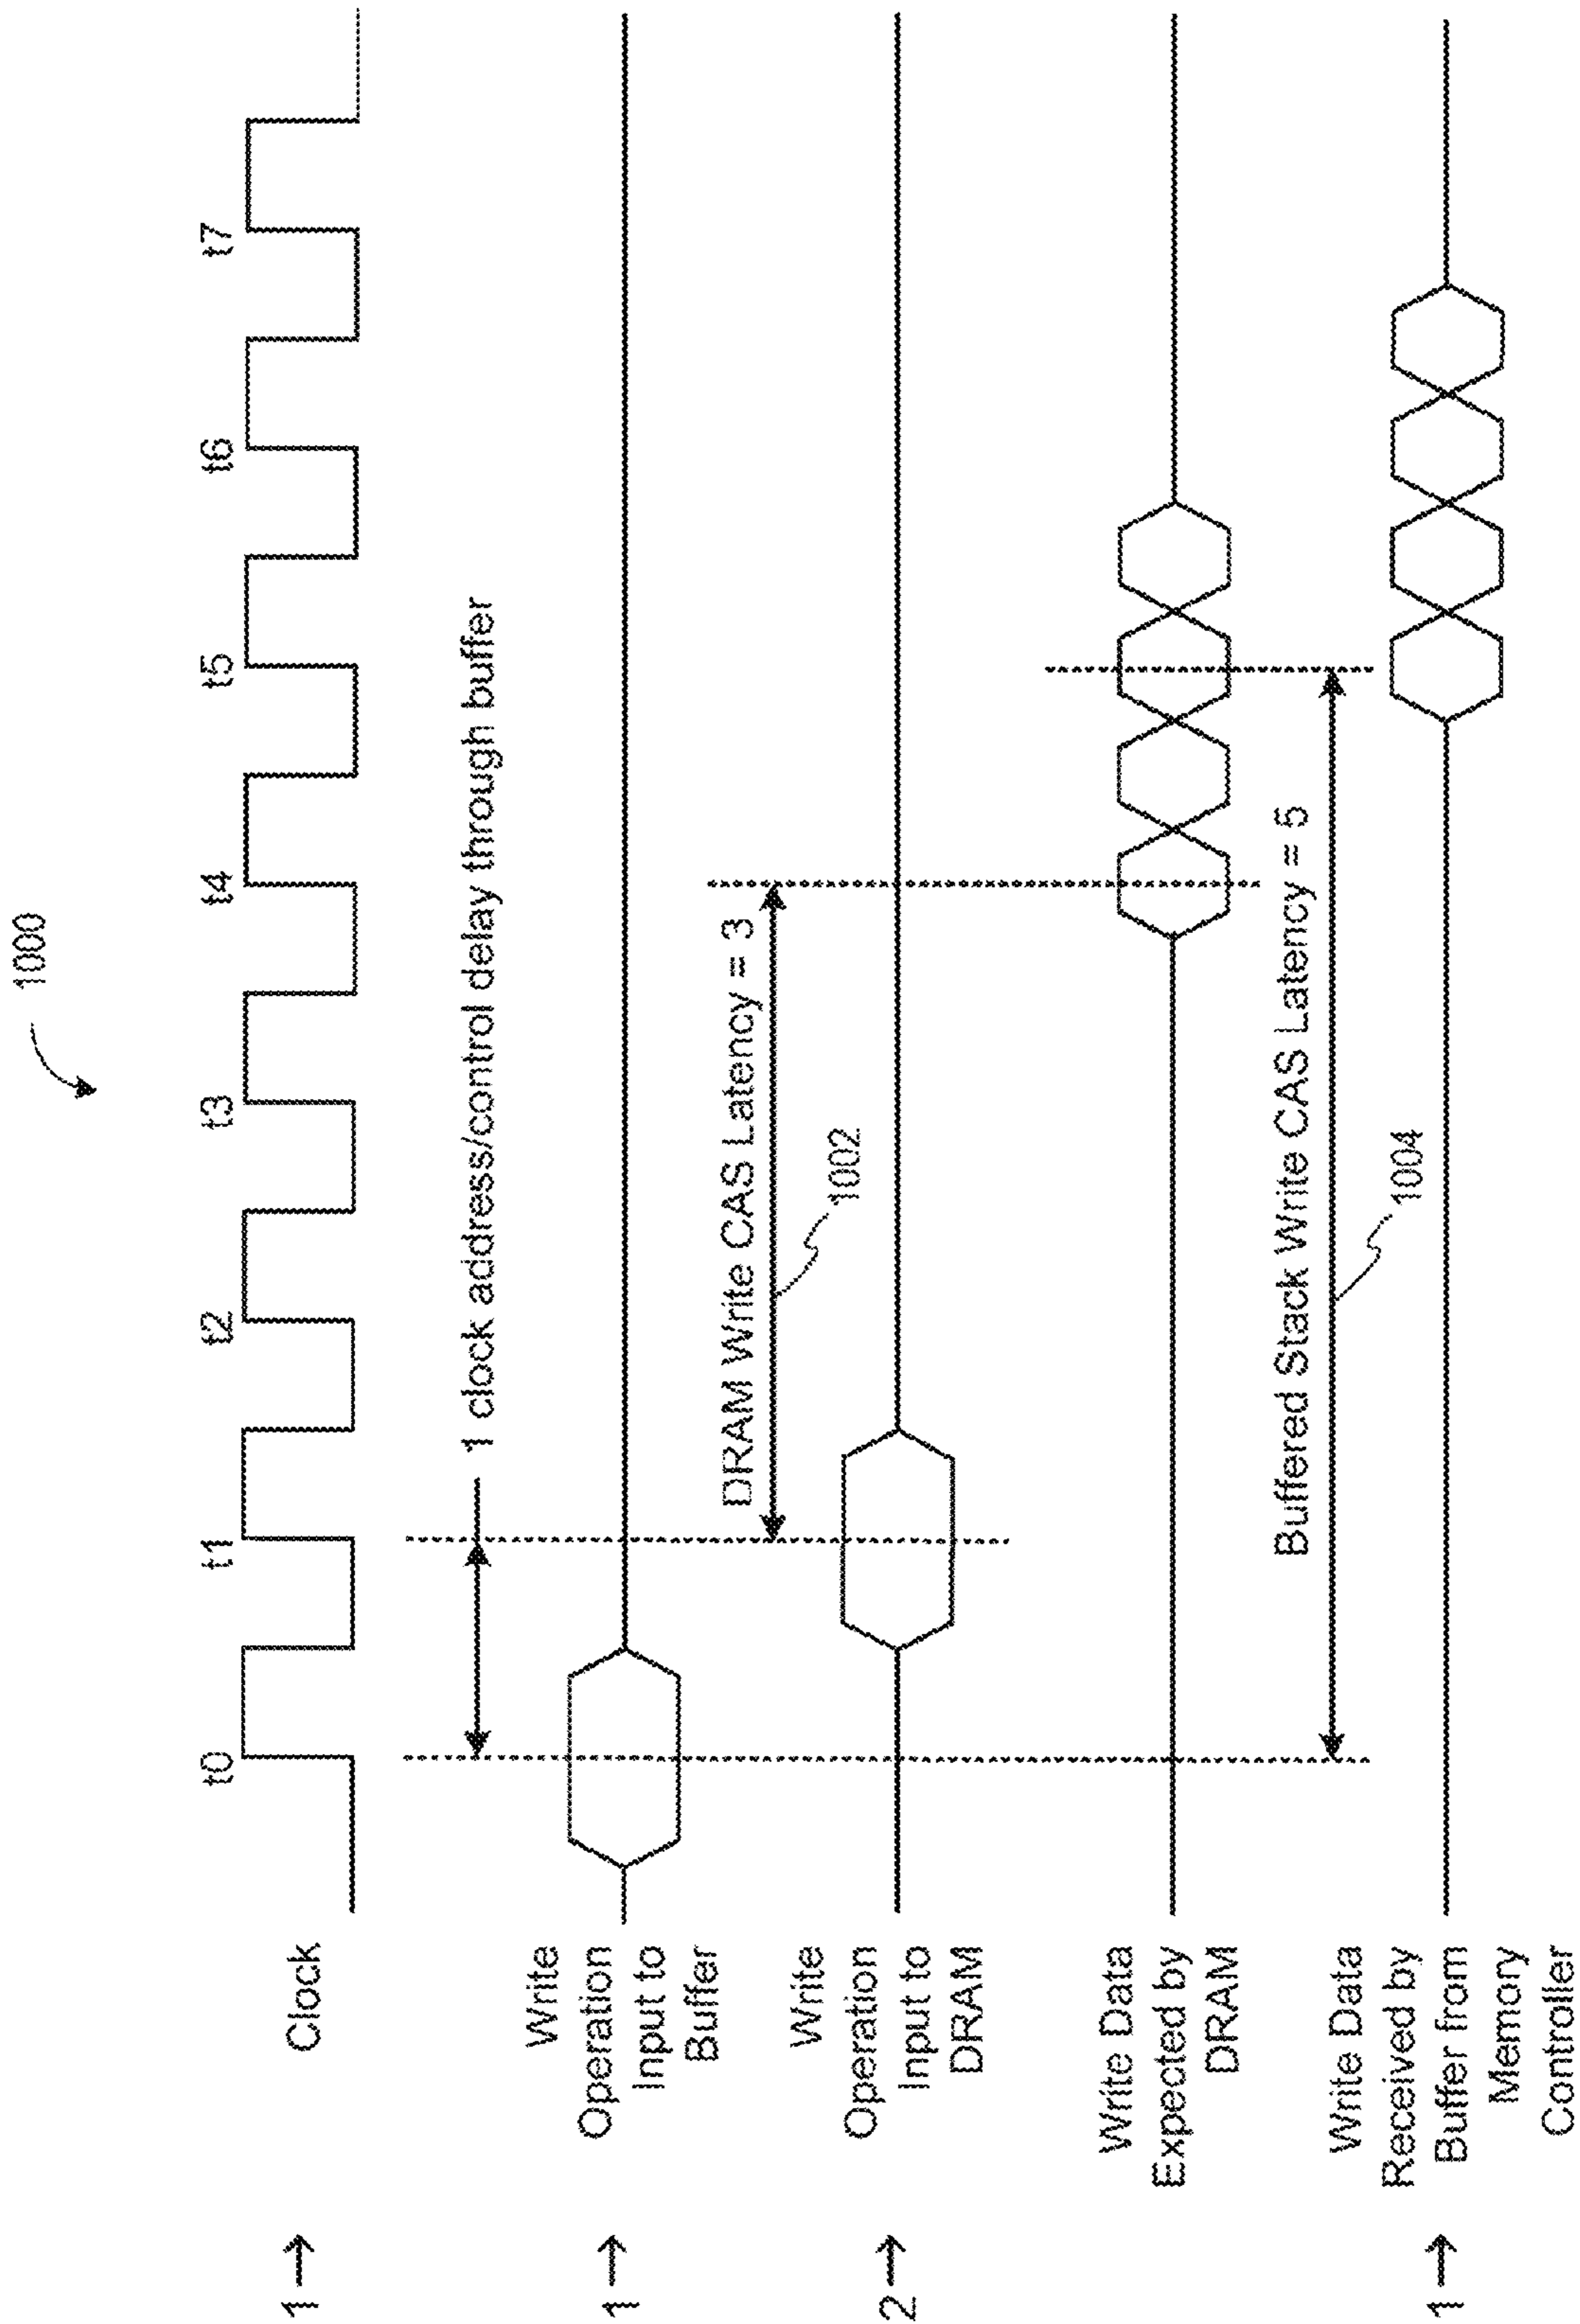 1000
t0 t1 t2 t3 t4 t5 t6 t7
1→ Clock
1 clock address/control delay through buffer
1→ Write
Operation
Input to
Buffer
DRAM Write CAS Latency = 3
1002
2→ Write
Operation
Input to
DRAM
Write Data
Expected by
DRAM
Buffered Stack Write CAS Latency = 5
1004
1→ Write Data
Received by
Buffer from
Memory
Controller